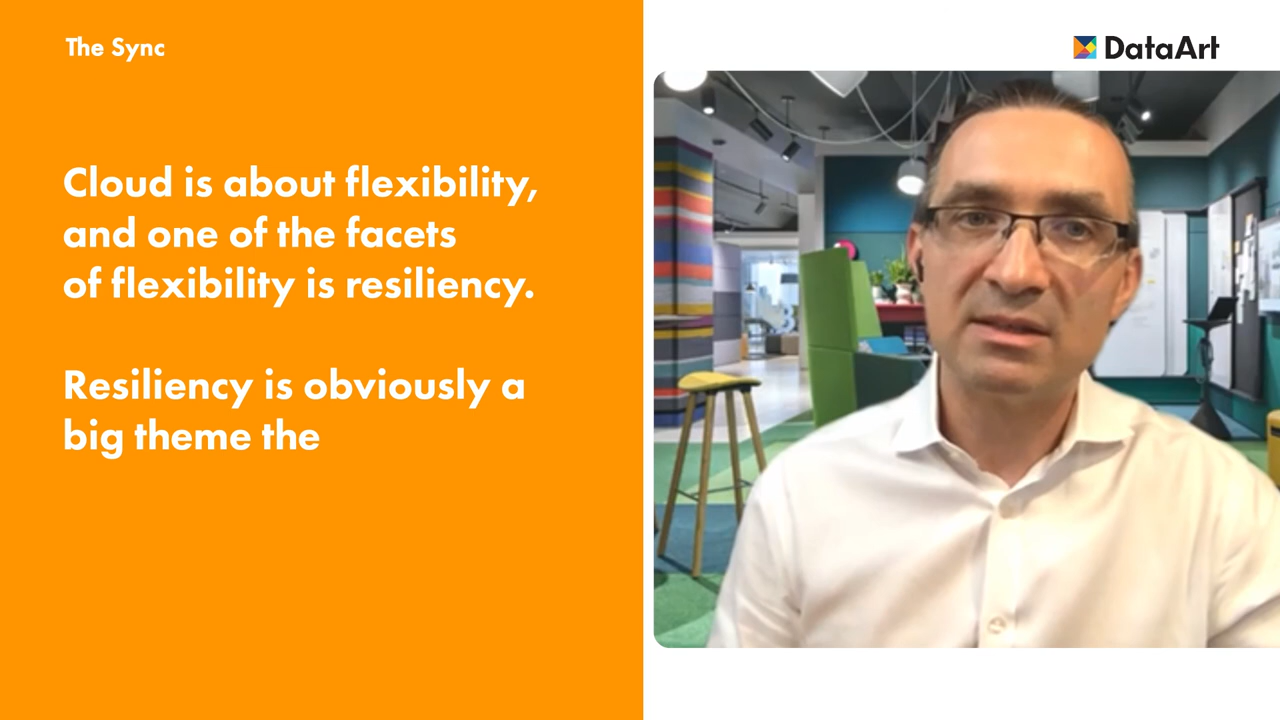 The Sync
DataArt
Cloud is about flexibility,
and one of the facets
of flexibility is resiliency.
Resiliency is obviously a
big theme the